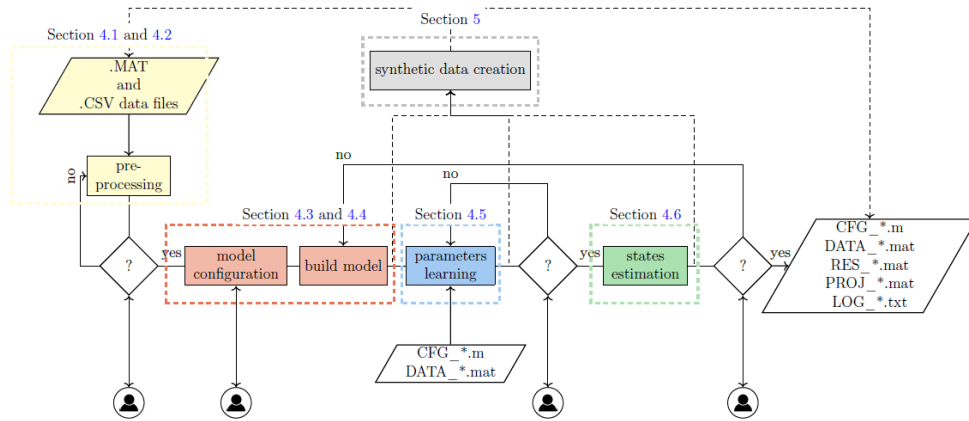 Section 5
Section 4.1 and 4.2
.MAT
and
.CSV data files
synthetic data creation
pre-
processing
no
no
no
Section 4.3 and 4.4
Section 4.5
Section 4.6
?
yes
model
configuration
build model
parameters
learning
?
yes
states
estimation
?
yes
CFG_*.m
DATA_*.mat
RES_*.mat
PROJ_*.mat
LOG_*.txt
CFG_*.m
DATA_*.mat